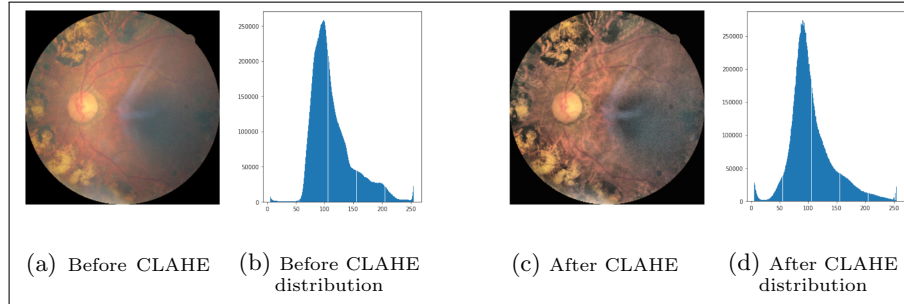 250000
200000
150000
100000
50000
0
0 50 100 150 200 250
250000
200000
150000
100000
50000
0
0 50 100 150 200 250
(a) Before CLAHE
(b) Before CLAHE
distribution
(c) After CLAHE
(d) After CLAHE
distribution